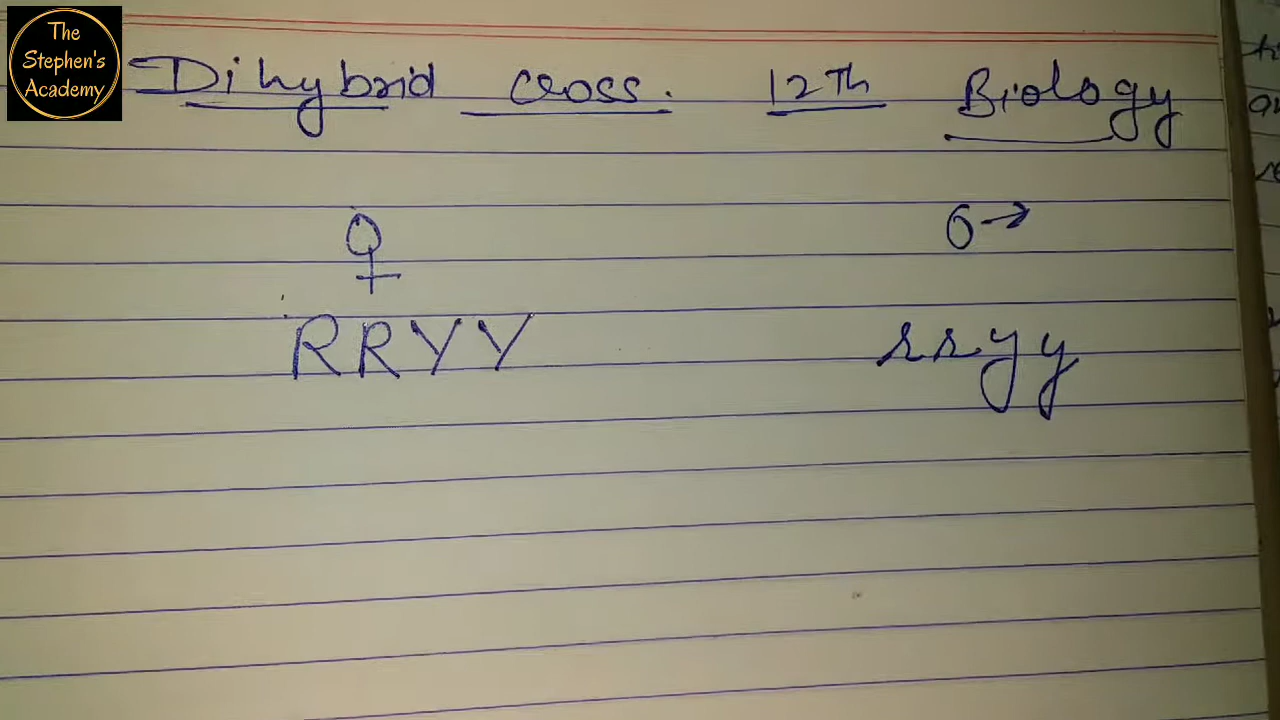 The
Stephen's
Academy
Dihybrid cross. 12Th Biology
♀ ♂
RRYY rryy